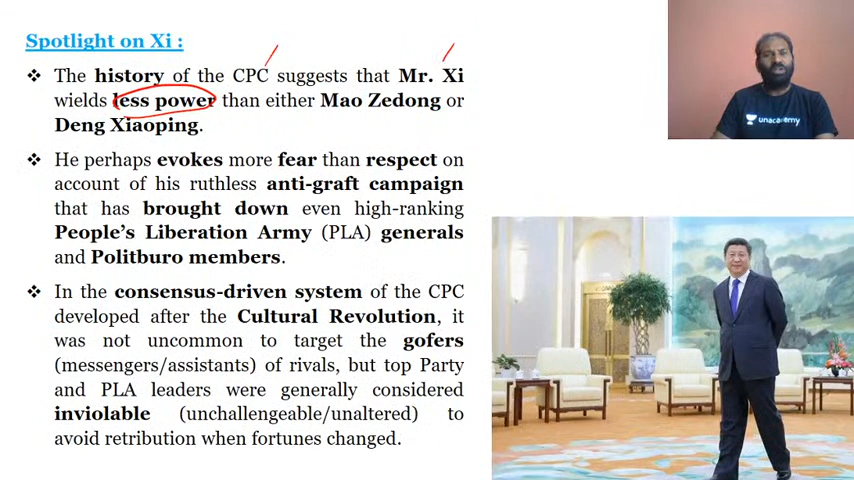 Spotlight on Xi :
❖ The history of the CPC suggests that Mr. Xi
wields less power than either Mao Zedong or
Deng Xiaoping.
❖ He perhaps evokes more fear than respect on
account of his ruthless anti-graft campaign
that has brought down even high-ranking
People's Liberation Army (PLA) generals
and Politburo members.
❖ In the consensus-driven system of the CPC
developed after the Cultural Revolution, it
was not uncommon to target the gofers
(messengers/assistants) of rivals, but top Party
and PLA leaders were generally considered
inviolable (unchallengeable/unaltered) to
avoid retribution when fortunes changed.
unacademy